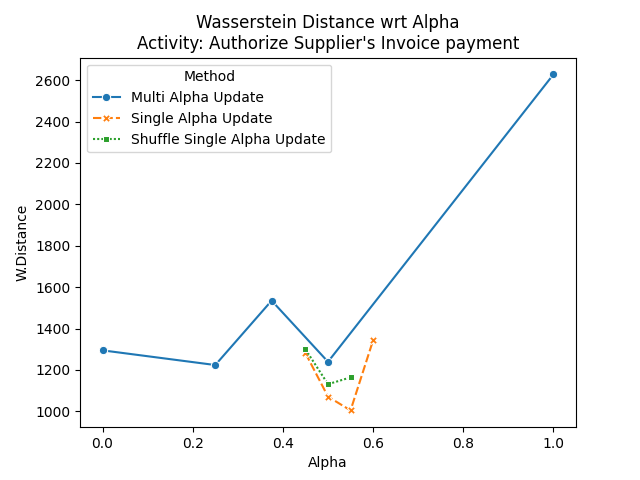 Wasserstein Distance wrt Alpha
Activity: Authorize Supplier's Invoice payment
Method
Multi Alpha Update
Single Alpha Update
Shuffle Single Alpha Update
W.Distance
2600
2400
2200
2000
1800
1600
1400
1200
1000
0.0 0.2 0.4 0.6 0.8 1.0
Alpha